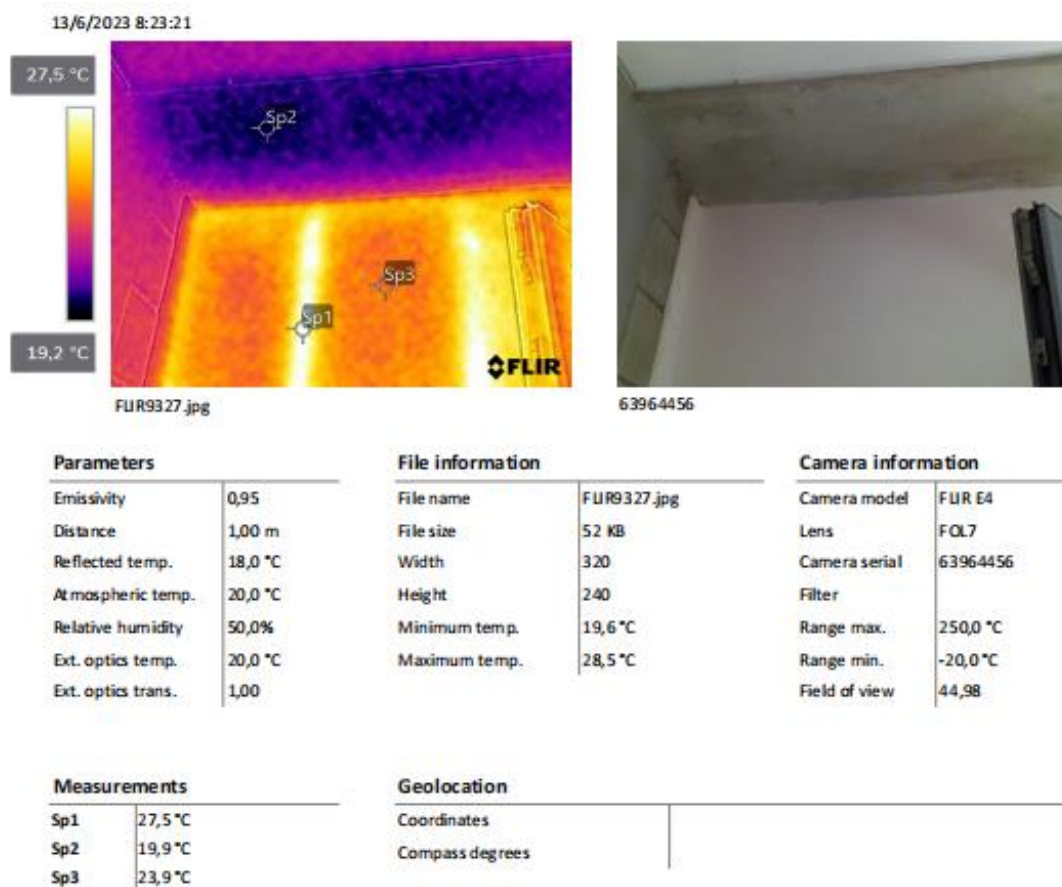 13/6/2023 8:23:21
27,5 °C
19,2 °C
Sp2
Sp3
Sp1
FLIR
FLIR9327.jpg
63964456
Parameters
Emissivity 0,95
Distance 1,00 m
Reflected temp. 18,0 °C
Atmospheric temp. 20,0 °C
Relative humidity 50,0%
Ext. optics temp. 20,0 °C
Ext. optics trans. 1,00
File information
File name FLIR9327.jpg
File size 52 KB
Width 320
Height 240
Minimum temp. 19,6 °C
Maximum temp. 28,5 °C
Camera information
Camera model FLIR E4
Lens FOL7
Camera serial 63964456
Filter
Range max. 250,0 °C
Range min. -20,0 °C
Field of view 44,98
Measurements
Sp1 27,5 °C
Sp2 19,9 °C
Sp3 23,9 °C
Geolocation
Coordinates
Compass degrees